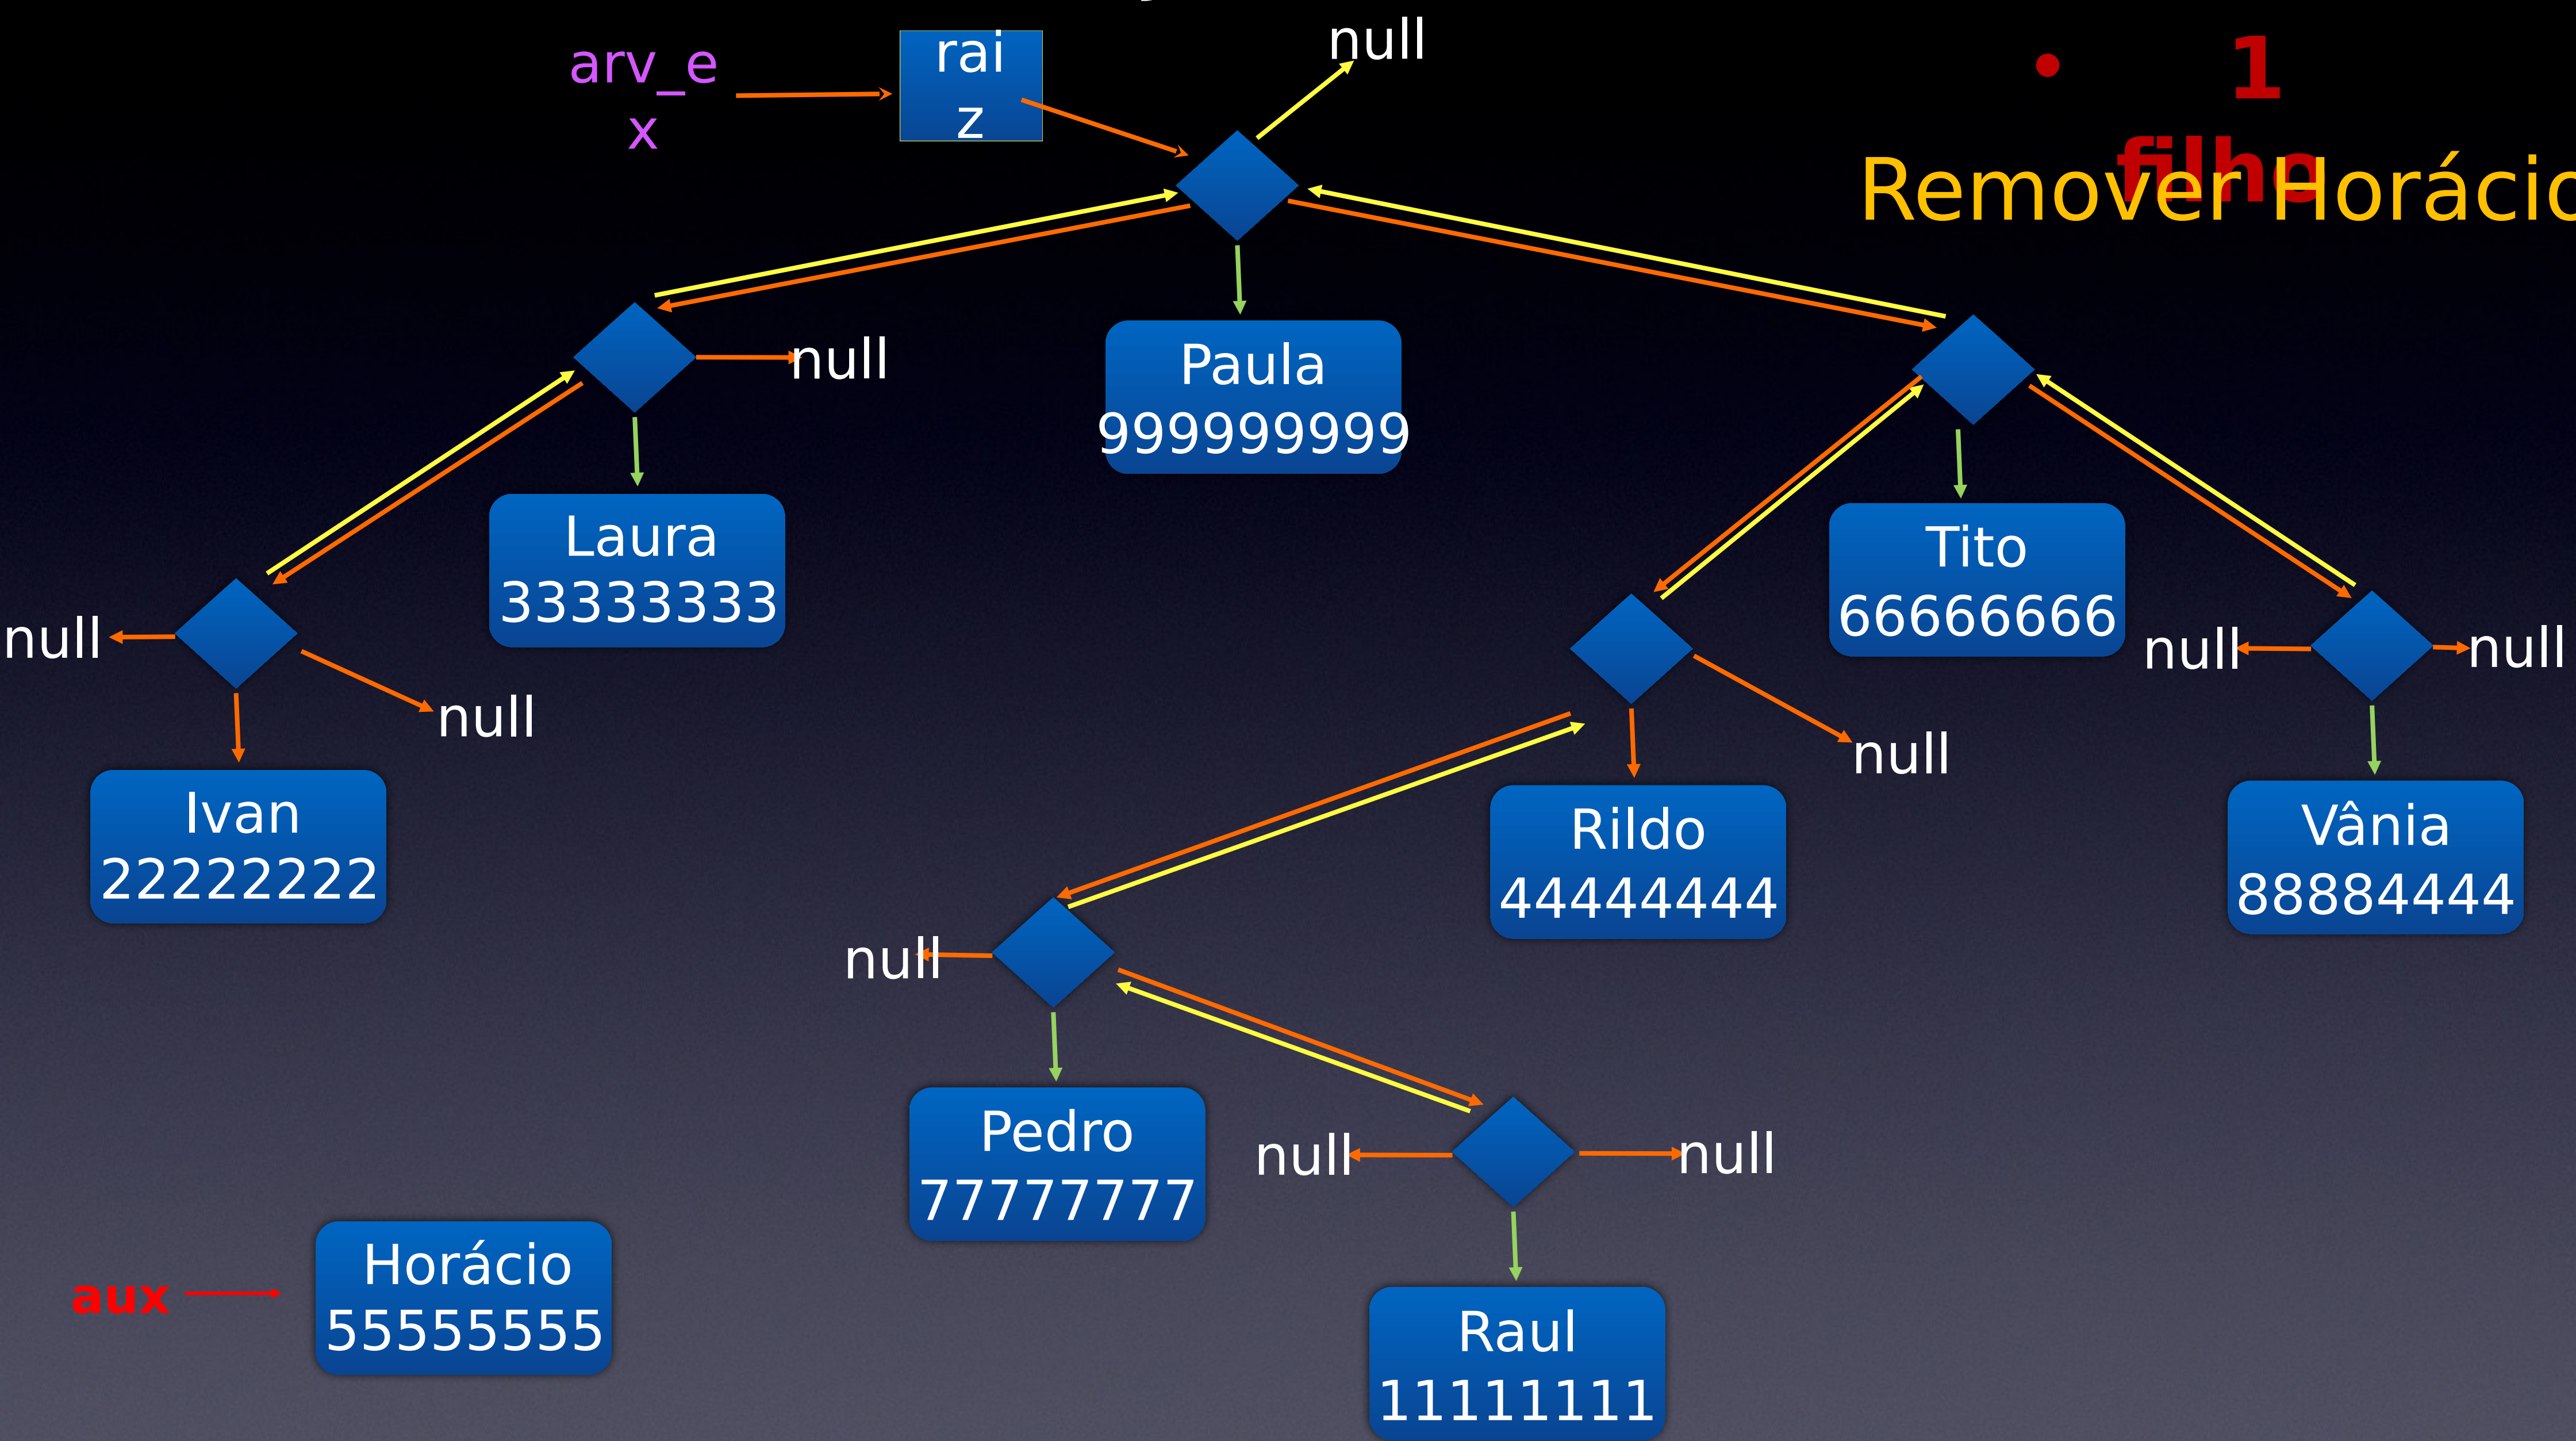 null
arv_e
x
rai
z
• 1
filho
Remover Horácio
null
Paula
999999999
Laura
33333333
Tito
66666666
null
null
null
null
null
Ivan
22222222
Rildo
44444444
Vânia
88884444
null
Pedro
77777777
null
null
aux
Horácio
55555555
Raul
11111111